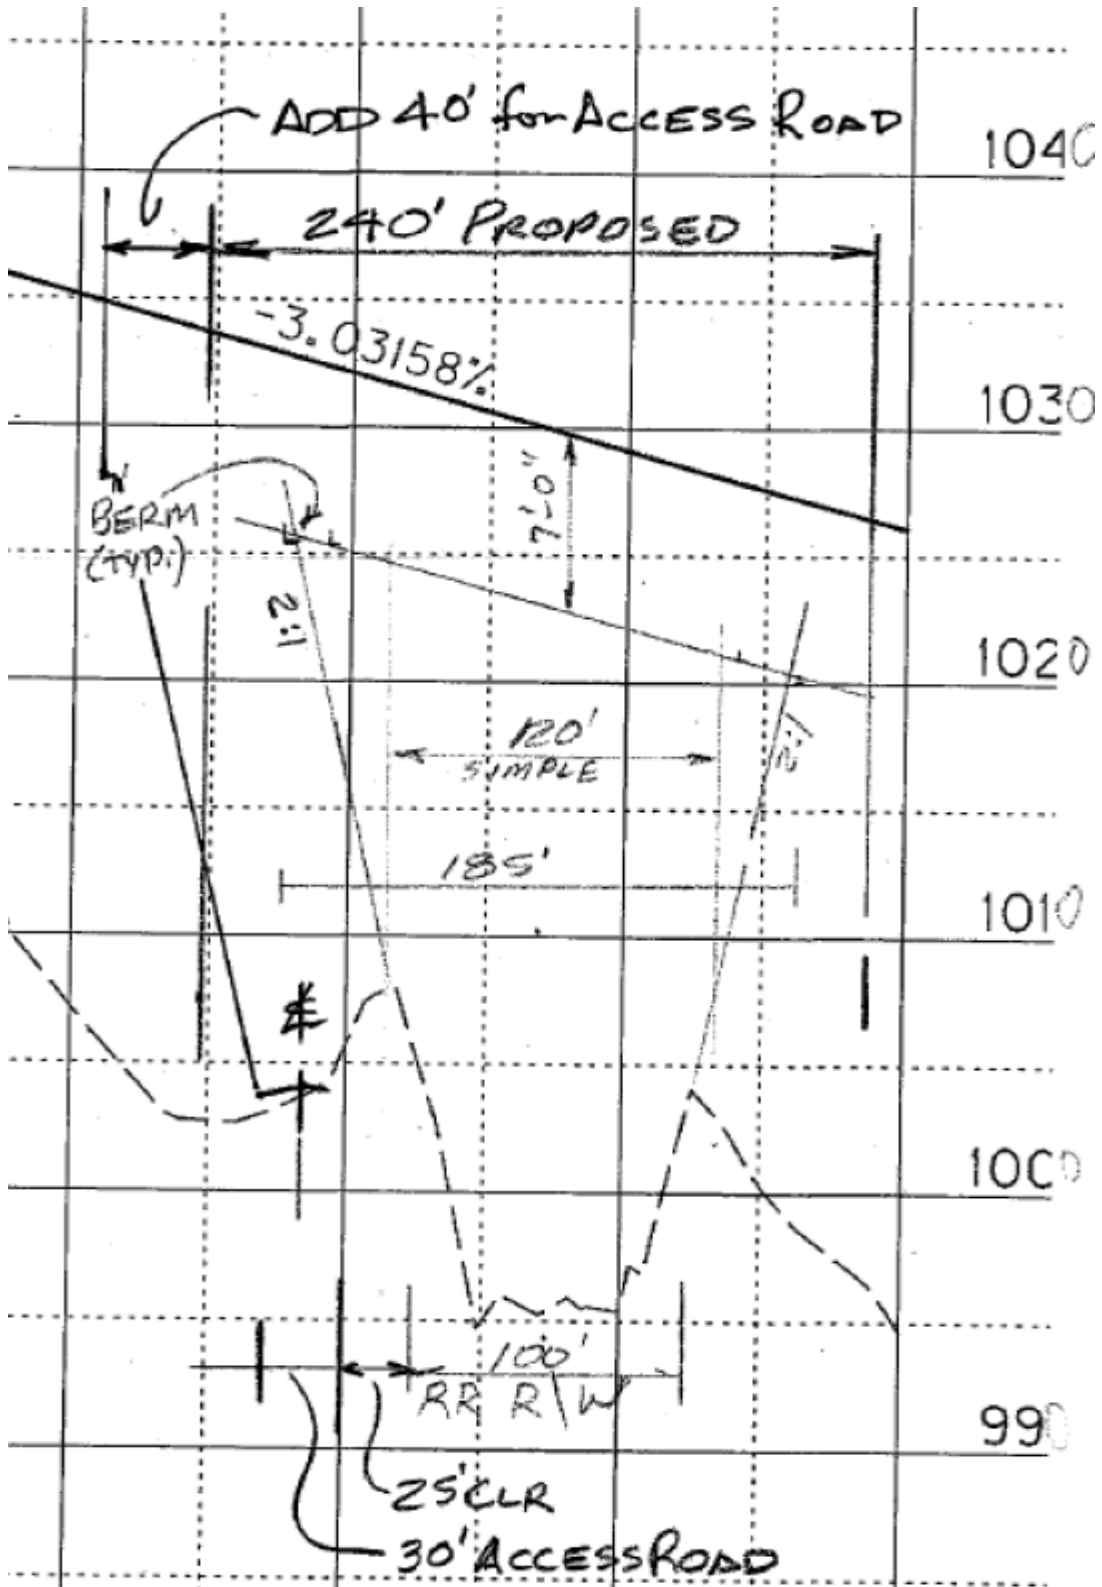 ADD 40' for ACCESS ROAD
1040
240' PROPOSED
-3.03158%
1030
7'-0"
BERM
(TYP.)
2:1
1020
120'
SIMPLE
2:1
185'
1010
1000
100'
RR R\W
990
25'CLR
30' ACCESS ROAD